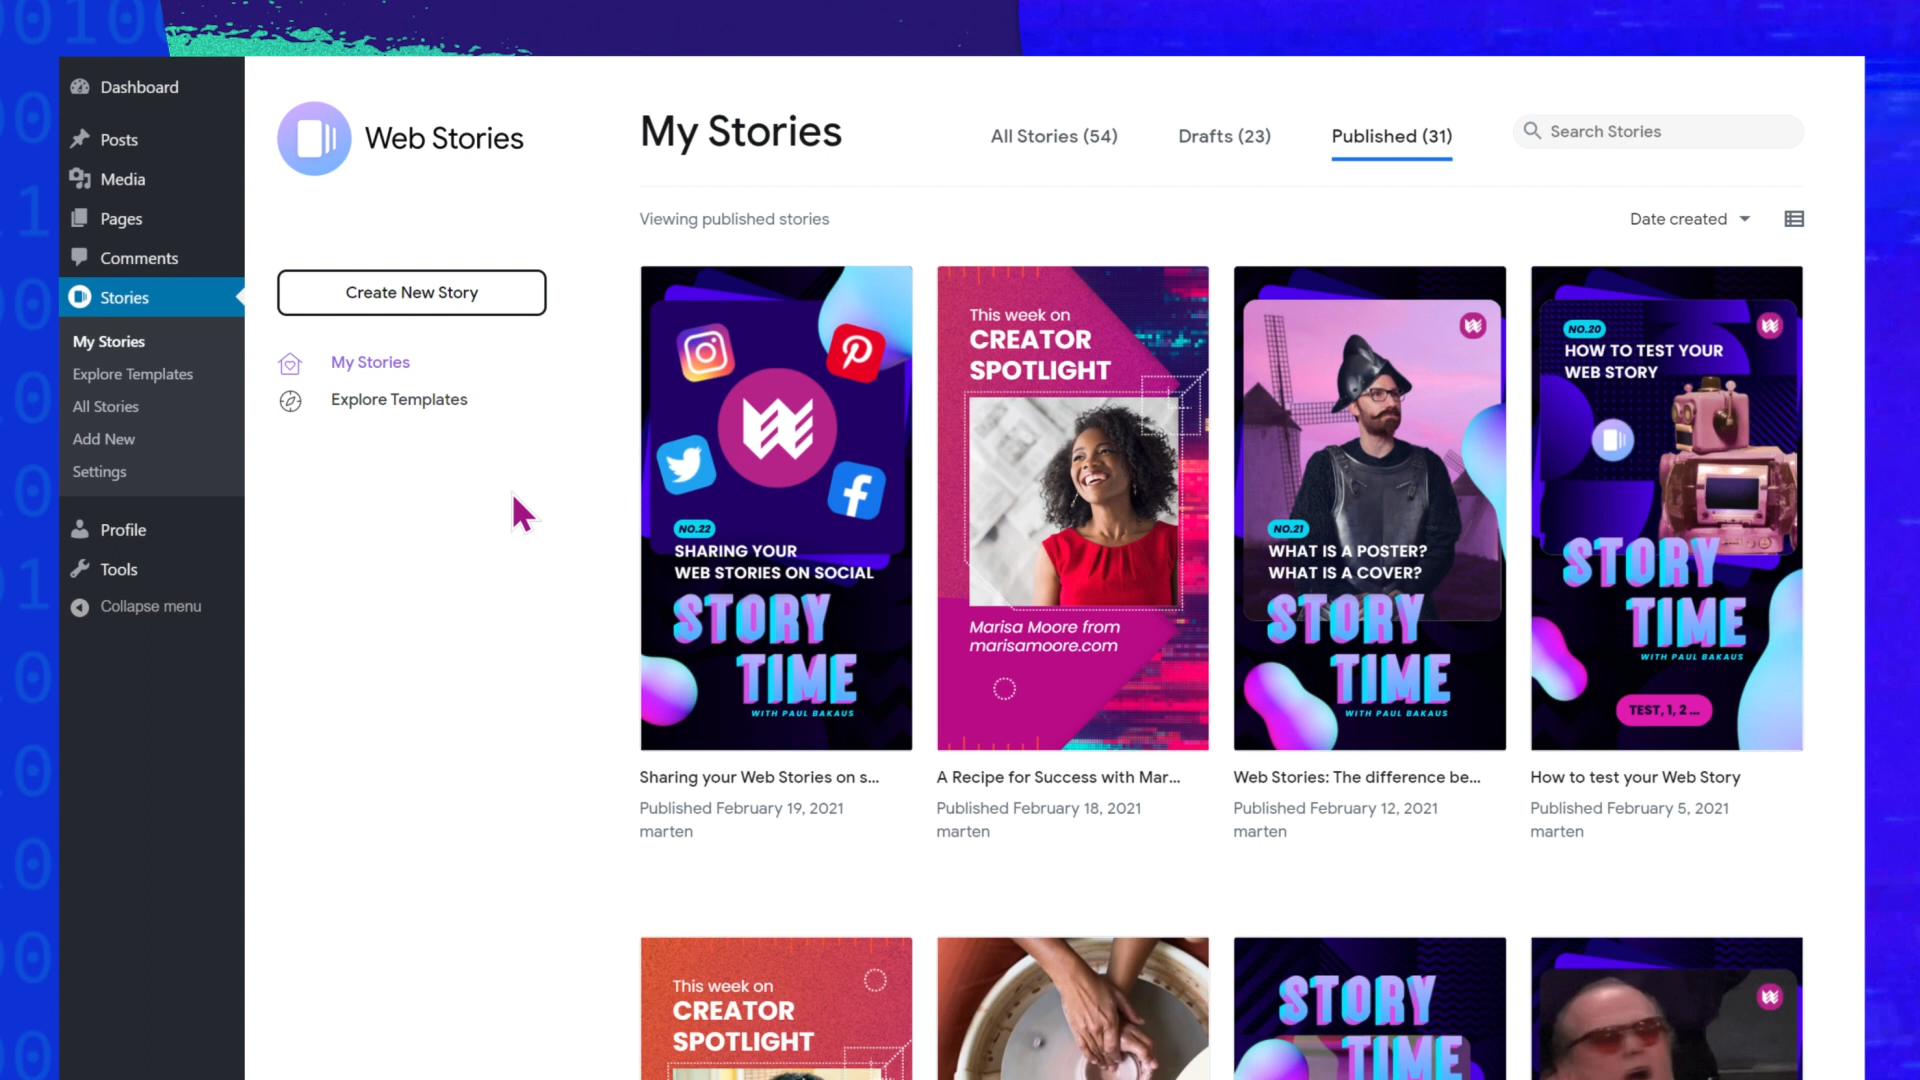 Dashboard
Posts
Media
Pages
Comments
Stories
My Stories
Explore Templates
All Stories
Add New
Settings
Profile
Tools
Collapse menu
Web Stories
Create New Story
My Stories
Explore Templates
My Stories
All Stories (54)
Drafts (23)
Published (31)
Search Stories
Viewing published stories
Date created
NO.22
SHARING YOUR
WEB STORIES ON SOCIAL
STORY
TIME
WITH PAUL BAKAUS
Sharing your Web Stories on s...
Published February 19, 2021
marten
This week on
CREATOR
SPOTLIGHT
Marisa Moore from
marisamoore.com
A Recipe for Success with Mar...
Published February 18, 2021
marten
NO.21
WHAT IS A POSTER?
WHAT IS A COVER?
STORY
TIME
WITH PAUL BAKAUS
Web Stories: The difference be...
Published February 12, 2021
marten
NO.20
HOW TO TEST YOUR
WEB STORY
STORY
TIME
WITH PAUL BAKAUS
TEST, 1, 2 ...
How to test your Web Story
Published February 5, 2021
marten
This week on
CREATOR
SPOTLIGHT
STORY
TIME